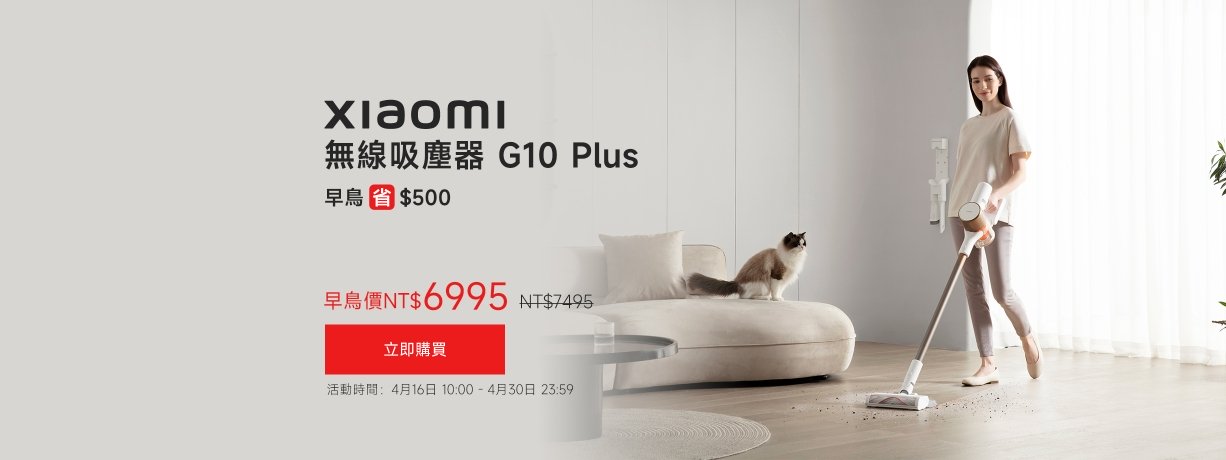 xiaomi
無線吸塵器 G10 Plus
早鳥 省 $500
早鳥價NT$6995 NT$7495
立即購買
活動時間：4月16日 10:00 - 4月30日 23:59